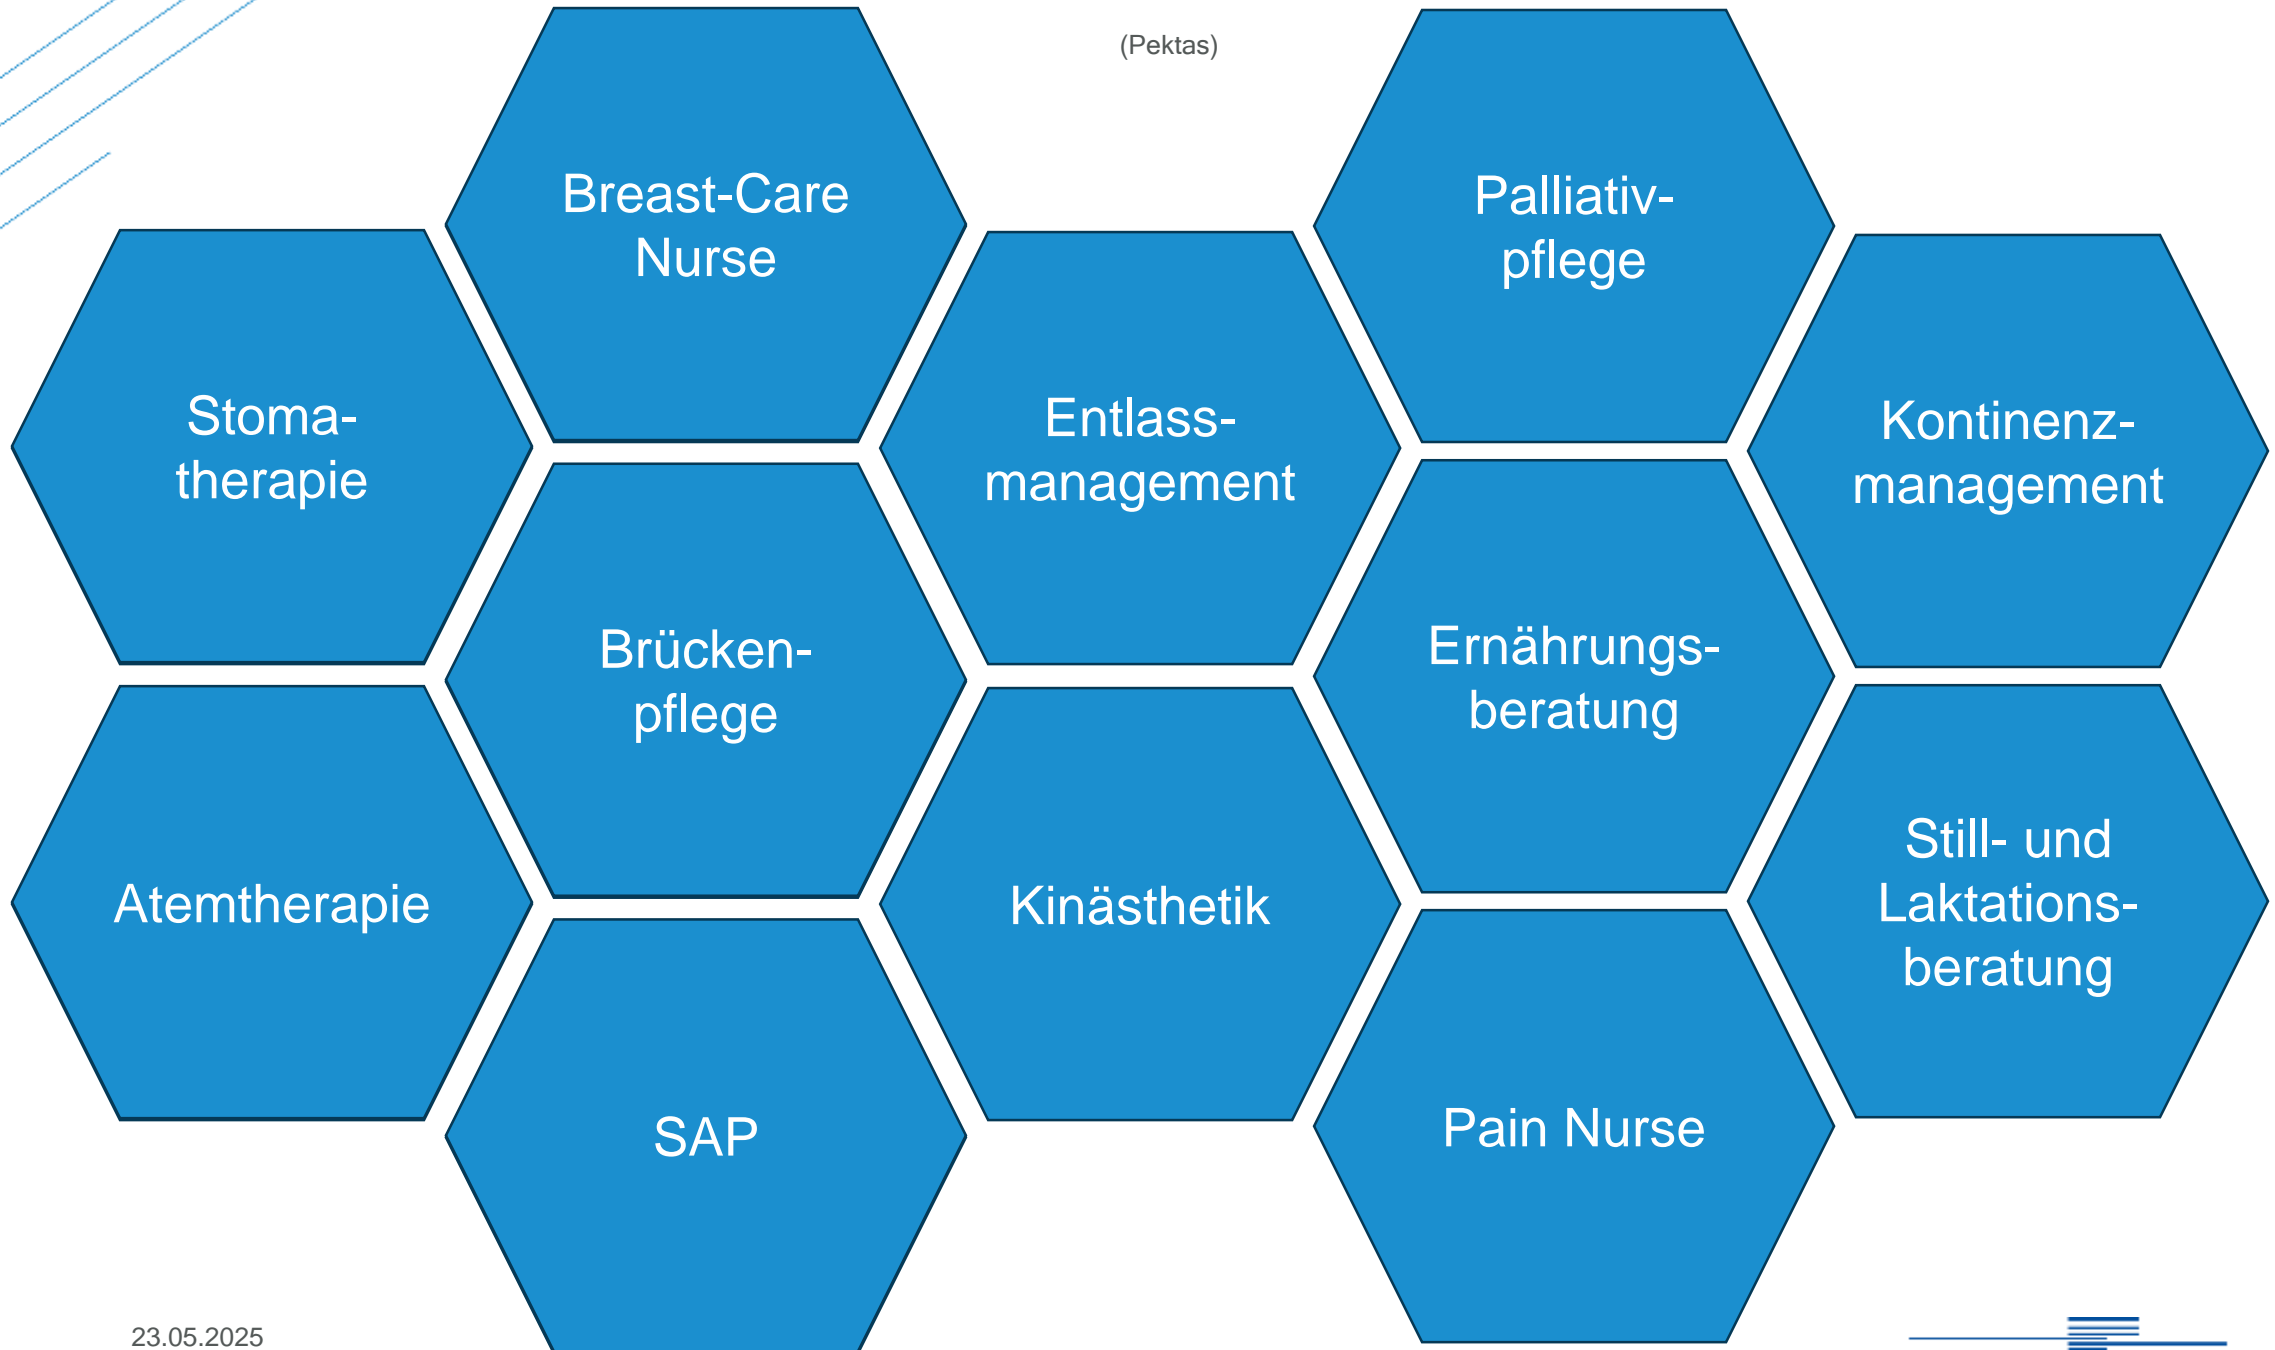 (Pektas)
Breast-Care
Nurse
Palliativ-
pflege
Stoma-
therapie
Entlass-
management
Kontinenz-
management
Brücken-
pflege
Ernährungs-
beratung
Atemtherapie
Kinästhetik
Still- und
Laktations-
beratung
SAP
Pain Nurse
23.05.2025